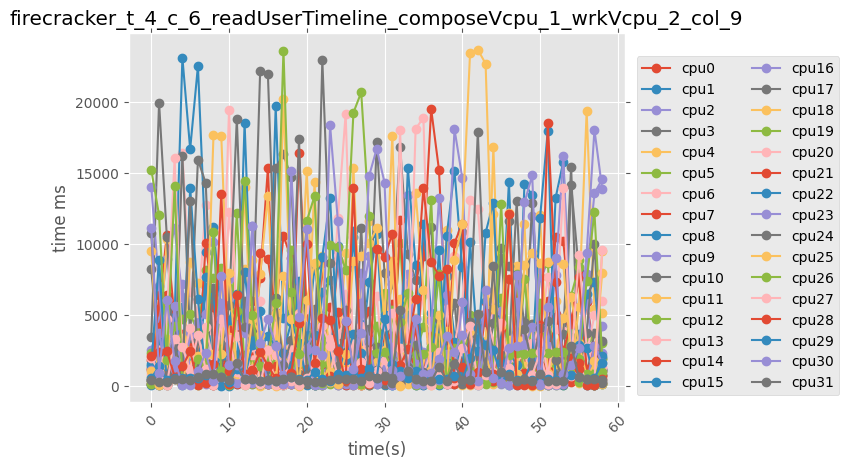 firecracker_t_4_c_6_readUserTimeline_composeVcpu_1_wrkVcpu_2_col_9
time ms
20000
15000
10000
5000
0
0
10
20
30
40
50
60
time(s)
cpu0
cpu1
cpu2
cpu3
cpu4
cpu5
cpu6
cpu7
cpu8
cpu9
cpu10
cpu11
cpu12
cpu13
cpu14
cpu15
cpu16
cpu17
cpu18
cpu19
cpu20
cpu21
cpu22
cpu23
cpu24
cpu25
cpu26
cpu27
cpu28
cpu29
cpu30
cpu31